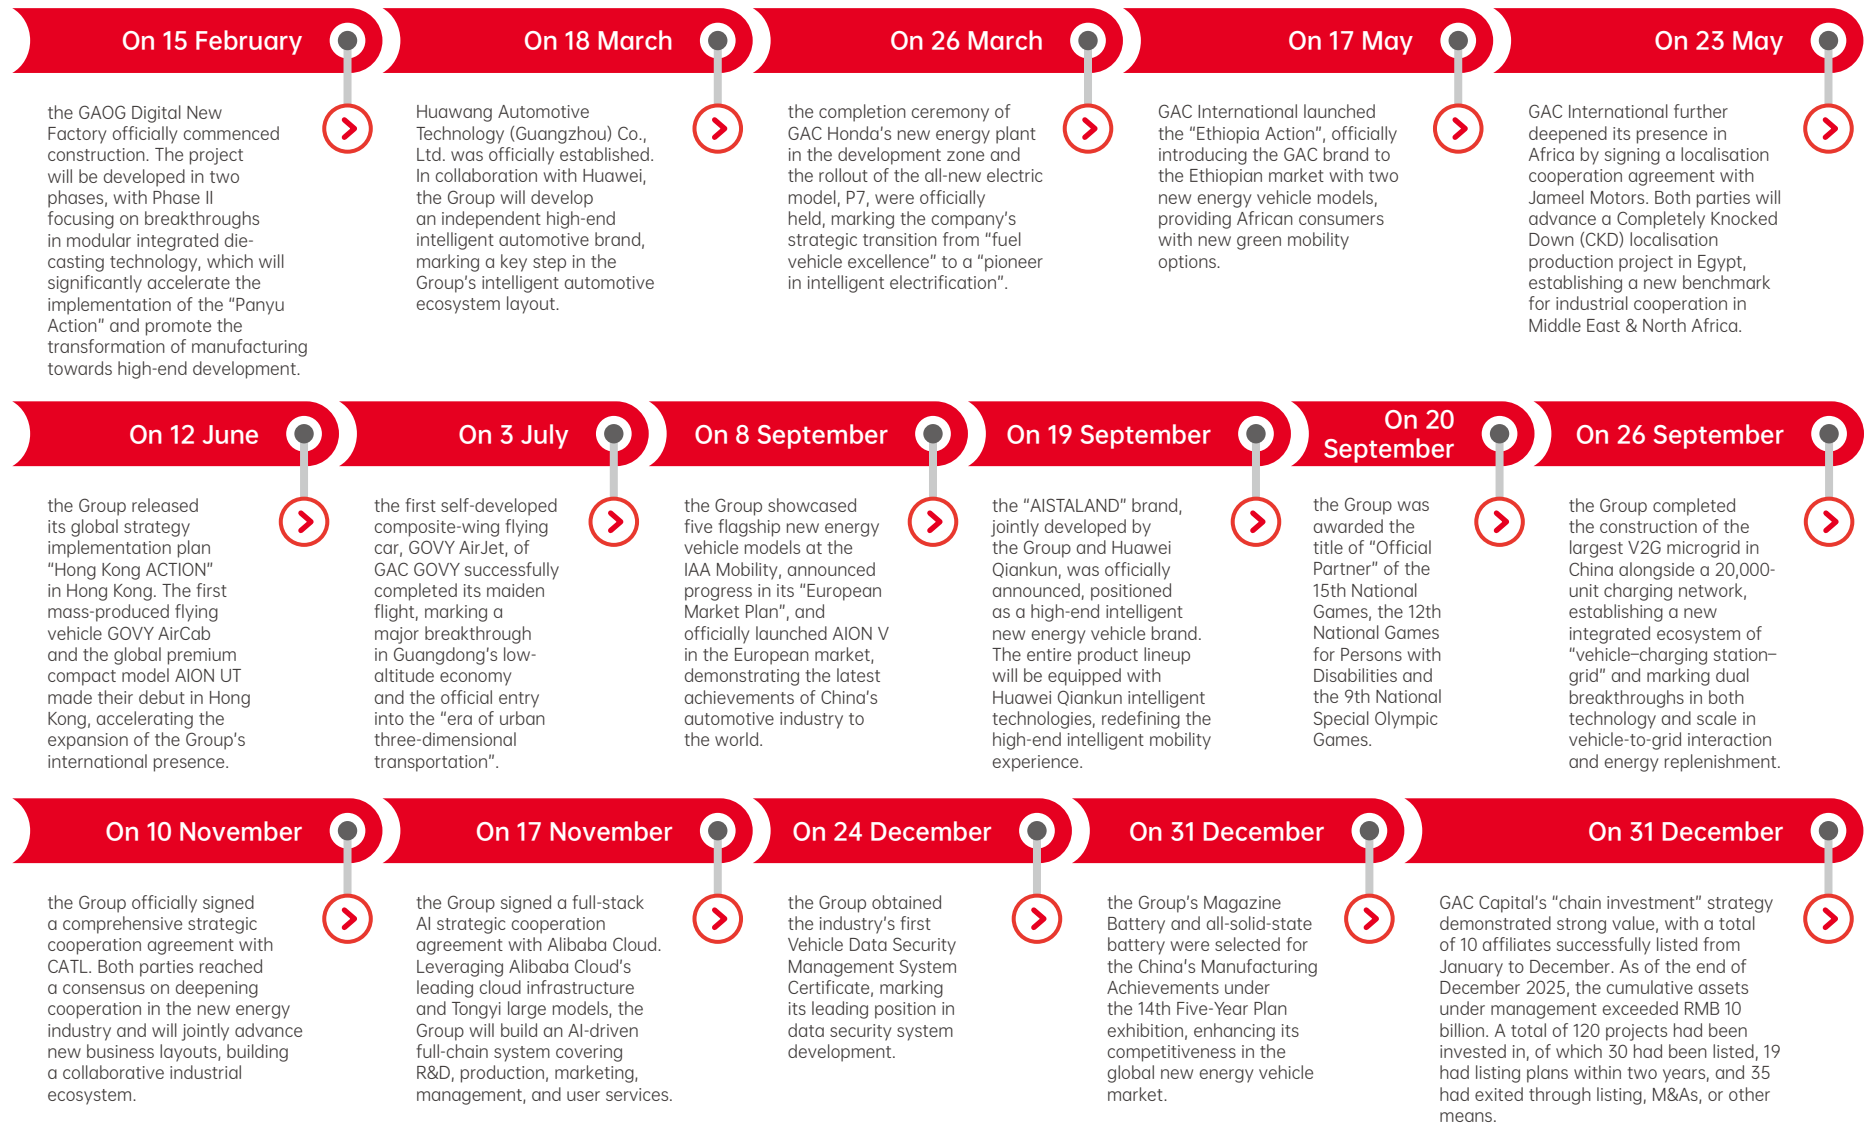 On 15 February
the GAOG Digital New
Factory officially commenced
construction. The project
will be developed in two
phases, with Phase II
focusing on breakthroughs
in modular integrated die-
casting technology, which will
significantly accelerate the
implementation of the “Panyu
Action” and promote the
transformation of manufacturing
towards high-end development.
On 18 March
Huawang Automotive
Technology (Guangzhou) Co.,
Ltd. was officially established.
In collaboration with Huawei,
the Group will develop
an independent high-end
intelligent automotive brand,
marking a key step in the
Group’s intelligent automotive
ecosystem layout.
On 26 March
the completion ceremony of
GAC Honda’s new energy plant
in the development zone and
the rollout of the all-new electric
model, P7, were officially
held, marking the company’s
strategic transition from “fuel
vehicle excellence” to a “pioneer
in intelligent electrification”.
On 17 May
GAC International launched
the “Ethiopia Action”, officially
introducing the GAC brand to
the Ethiopian market with two
new energy vehicle models,
providing African consumers
with new green mobility
options.
On 23 May
GAC International further
deepened its presence in
Africa by signing a localisation
cooperation agreement with
Jameel Motors. Both parties will
advance a Completely Knocked
Down (CKD) localisation
production project in Egypt,
establishing a new benchmark
for industrial cooperation in
Middle East & North Africa.
On 12 June
the Group released
its global strategy
implementation plan
“Hong Kong ACTION”
in Hong Kong. The first
mass-produced flying
vehicle GOVY AirCab
and the global premium
compact model AION UT
made their debut in Hong
Kong, accelerating the
expansion of the Group’s
international presence.
On 3 July
the first self-developed
composite-wing flying
car, GOVY AirJet, of
GAC GOVY successfully
completed its maiden
flight, marking a
major breakthrough
in Guangdong’s low-
altitude economy
and the official entry
into the “era of urban
three-dimensional
transportation”.
On 8 September
the Group showcased
five flagship new energy
vehicle models at the
IAA Mobility, announced
progress in its “European
Market Plan”, and
officially launched AION V
in the European market,
demonstrating the latest
achievements of China’s
automotive industry to
the world.
On 19 September
the “AISTALAND” brand,
jointly developed by
the Group and Huawei
Qiankun, was officially
announced, positioned
as a high-end intelligent
new energy vehicle brand.
The entire product lineup
will be equipped with
Huawei Qiankun intelligent
technologies, redefining the
high-end intelligent mobility
experience.
On 20
September
the Group was
awarded the
title of “Official
Partner” of the
15th National
Games, the 12th
National Games
for Persons with
Disabilities and
the 9th National
Special Olympic
Games.
On 26 September
the Group completed
the construction of the
largest V2G microgrid in
China alongside a 20,000-
unit charging network,
establishing a new
integrated ecosystem of
“vehicle–charging station–
grid” and marking dual
breakthroughs in both
technology and scale in
vehicle-to-grid interaction
and energy replenishment.
On 10 November
the Group officially signed
a comprehensive strategic
cooperation agreement with
CATL. Both parties reached
a consensus on deepening
cooperation in the new energy
industry and will jointly advance
new business layouts, building
a collaborative industrial
ecosystem.
On 17 November
the Group signed a full-stack
AI strategic cooperation
agreement with Alibaba Cloud.
Leveraging Alibaba Cloud’s
leading cloud infrastructure
and Tongyi large models, the
Group will build an AI-driven
full-chain system covering
R&D, production, marketing,
management, and user services.
On 24 December
the Group obtained
the industry’s first
Vehicle Data Security
Management System
Certificate, marking
its leading position in
data security system
development.
On 31 December
the Group’s Magazine
Battery and all-solid-state
battery were selected for
the China’s Manufacturing
Achievements under
the 14th Five-Year Plan
exhibition, enhancing its
competitiveness in the
global new energy vehicle
market.
On 31 December
GAC Capital’s “chain investment” strategy
demonstrated strong value, with a total
of 10 affiliates successfully listed from
January to December. As of the end of
December 2025, the cumulative assets
under management exceeded RMB 10
billion. A total of 120 projects had been
invested in, of which 30 had been listed, 19
had listing plans within two years, and 35
had exited through listing, M&As, or other
means.